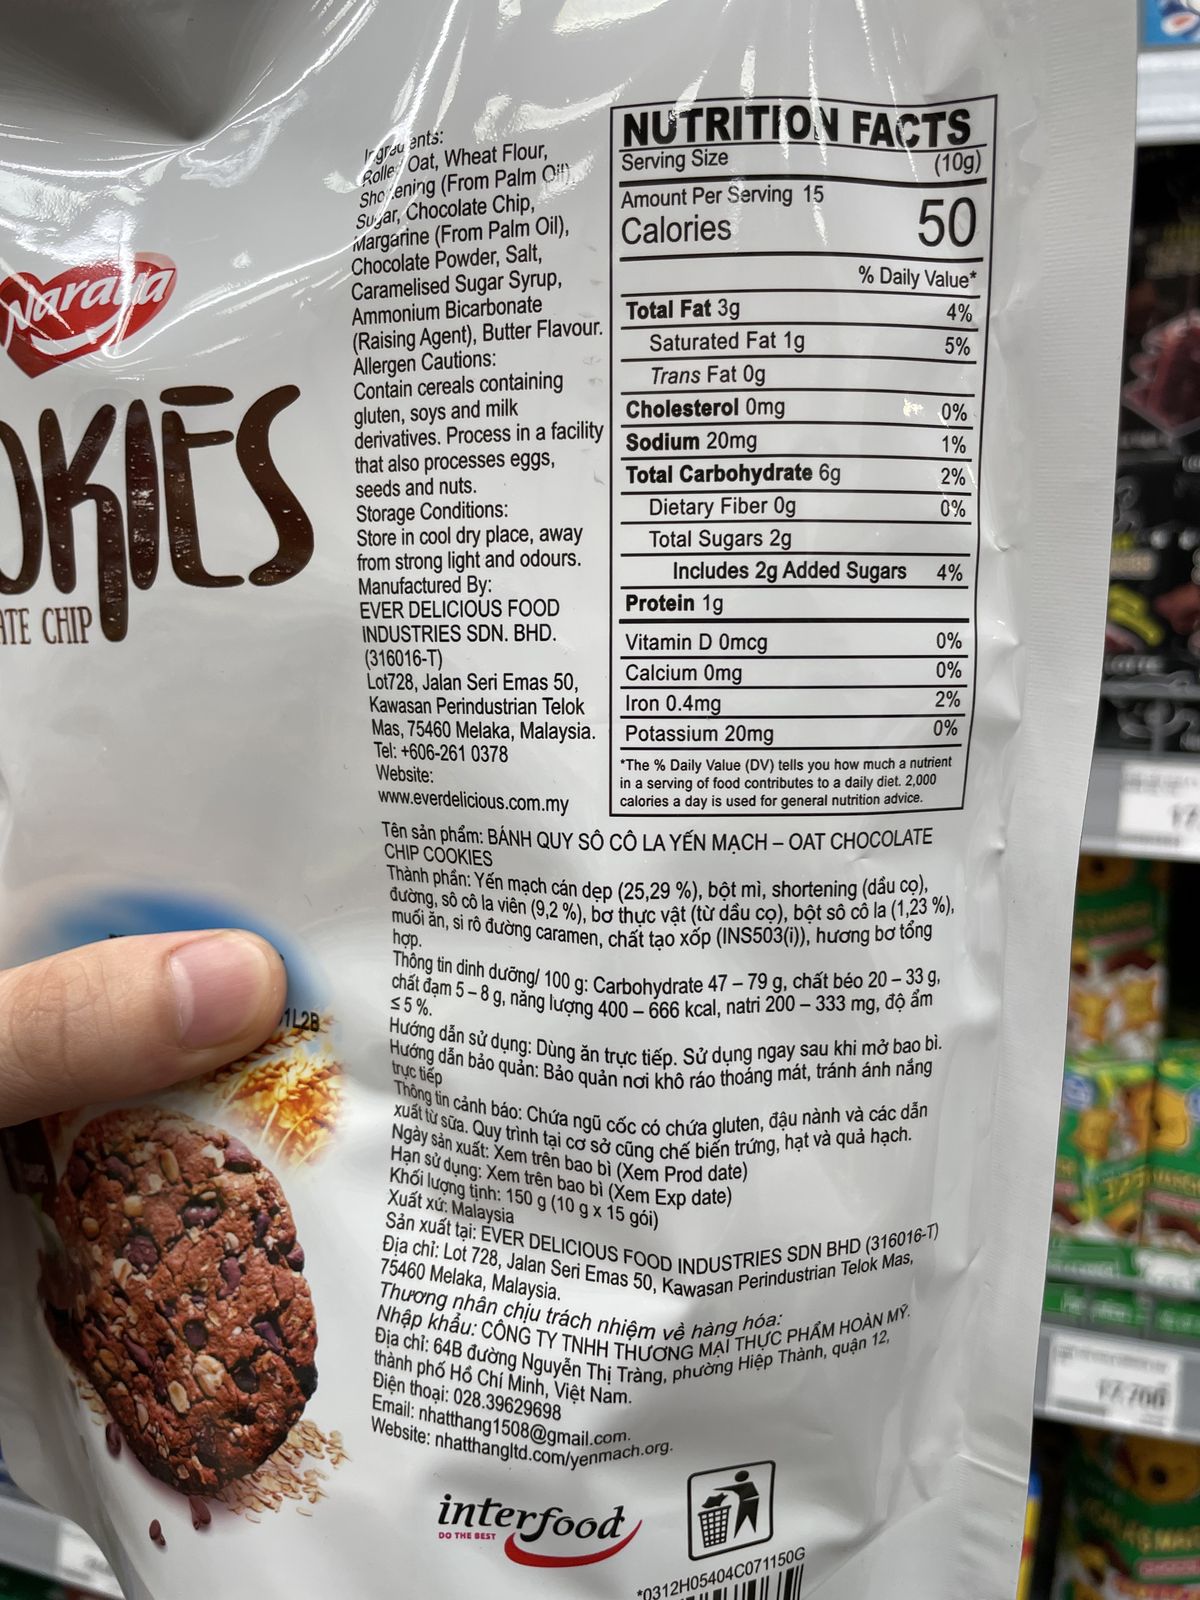 Naraya
OKIES
ATE CHIP
1L2B
Ingredients:
Rolled Oat, Wheat Flour,
Shortening (From Palm Oil),
Sugar, Chocolate Chip,
Margarine (From Palm Oil),
Chocolate Powder, Salt,
Caramelised Sugar Syrup,
Ammonium Bicarbonate
(Raising Agent), Butter Flavour.
Allergen Cautions:
Contain cereals containing
gluten, soys and milk
derivatives. Process in a facility
that also processes eggs,
seeds and nuts.
Storage Conditions:
Store in cool dry place, away
from strong light and odours.
Manufactured By:
EVER DELICIOUS FOOD
INDUSTRIES SDN. BHD.
(316016-T)
Lot728, Jalan Seri Emas 50,
Kawasan Perindustrian Telok
Mas, 75460 Melaka, Malaysia.
Tel: +606-261 0378
Website:
www.everdelicious.com.my
NUTRITION FACTS
Serving Size (10g)
Amount Per Serving 15
Calories 50
% Daily Value*
Total Fat 3g 4%
Saturated Fat 1g 5%
Trans Fat 0g
Cholesterol 0mg 0%
Sodium 20mg 1%
Total Carbohydrate 6g 2%
Dietary Fiber 0g 0%
Total Sugars 2g
Includes 2g Added Sugars 4%
Protein 1g
Vitamin D 0mcg 0%
Calcium 0mg 0%
Iron 0.4mg 2%
Potassium 20mg 0%
*The % Daily Value (DV) tells you how much a nutrient
in a serving of food contributes to a daily diet. 2,000
calories a day is used for general nutrition advice.
Tên sản phẩm: BÁNH QUY SÔ CÔ LA YẾN MẠCH – OAT CHOCOLATE
CHIP COOKIES
Thành phần: Yến mạch cán dẹp (25,29 %), bột mì, shortening (dầu cọ),
đường, sô cô la viên (9,2 %), bơ thực vật (từ dầu cọ), bột sô cô la (1,23 %),
muối ăn, si rô đường caramen, chất tạo xốp (INS503(i)), hương bơ tổng
hợp.
Thông tin dinh dưỡng/ 100 g: Carbohydrate 47 – 79 g, chất béo 20 – 33 g,
chất đạm 5 – 8 g, năng lượng 400 – 666 kcal, natri 200 – 333 mg, độ ẩm
≤ 5 %.
Hướng dẫn sử dụng: Dùng ăn trực tiếp. Sử dụng ngay sau khi mở bao bì.
Hướng dẫn bảo quản: Bảo quản nơi khô ráo thoáng mát, tránh ánh nắng
trực tiếp
Thông tin cảnh báo: Chứa ngũ cốc có chứa gluten, đậu nành và các dẫn
xuất từ sữa. Quy trình tại cơ sở cũng chế biến trứng, hạt và quả hạch.
Ngày sản xuất: Xem trên bao bì (Xem Prod date)
Hạn sử dụng: Xem trên bao bì (Xem Exp date)
Khối lượng tịnh: 150 g (10 g x 15 gói)
Xuất xứ: Malaysia
Sản xuất tại: EVER DELICIOUS FOOD INDUSTRIES SDN BHD (316016-T)
Địa chỉ: Lot 728, Jalan Seri Emas 50, Kawasan Perindustrian Telok Mas,
75460 Melaka, Malaysia.
Thương nhân chịu trách nhiệm về hàng hóa:
Nhập khẩu: CÔNG TY TNHH THƯƠNG MẠI THỰC PHẨM HOÀN MỸ.
Địa chỉ: 64B đường Nguyễn Thị Tràng, phường Hiệp Thành, quận 12,
thành phố Hồ Chí Minh, Việt Nam.
Điện thoại: 028.39629698
Email: nhatthang1508@gmail.com.
Website: nhatthangltd.com/yenmach.org.
interfood
DO THE BEST
*0312H05404C071150G